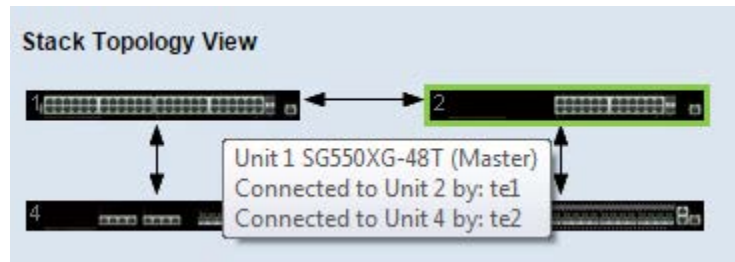 Stack Topology View
1
2
Unit 1 SG550XG-48T (Master)
Connected to Unit 2 by: te1
Connected to Unit 4 by: te2
4